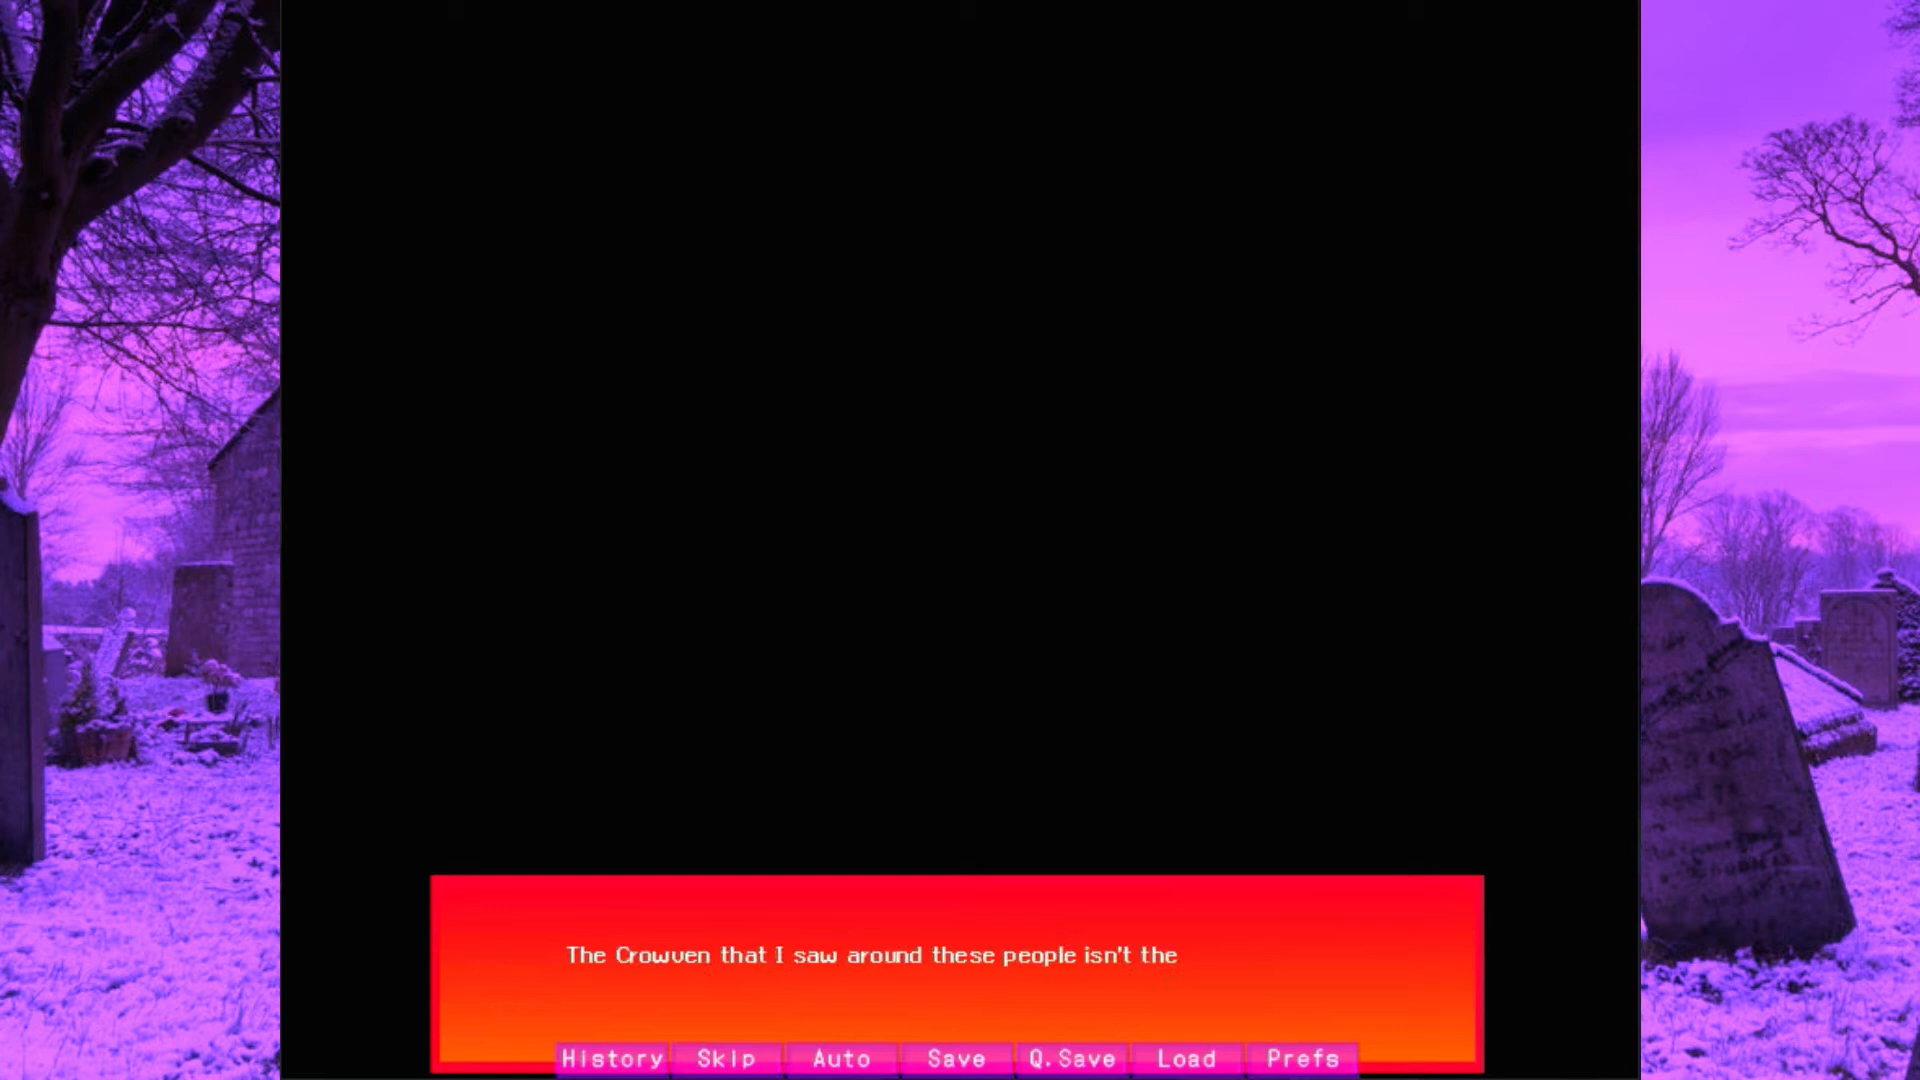 The Crowven that I saw around these people isn't the
History Skip Auto Save Q.Save Load Prefs